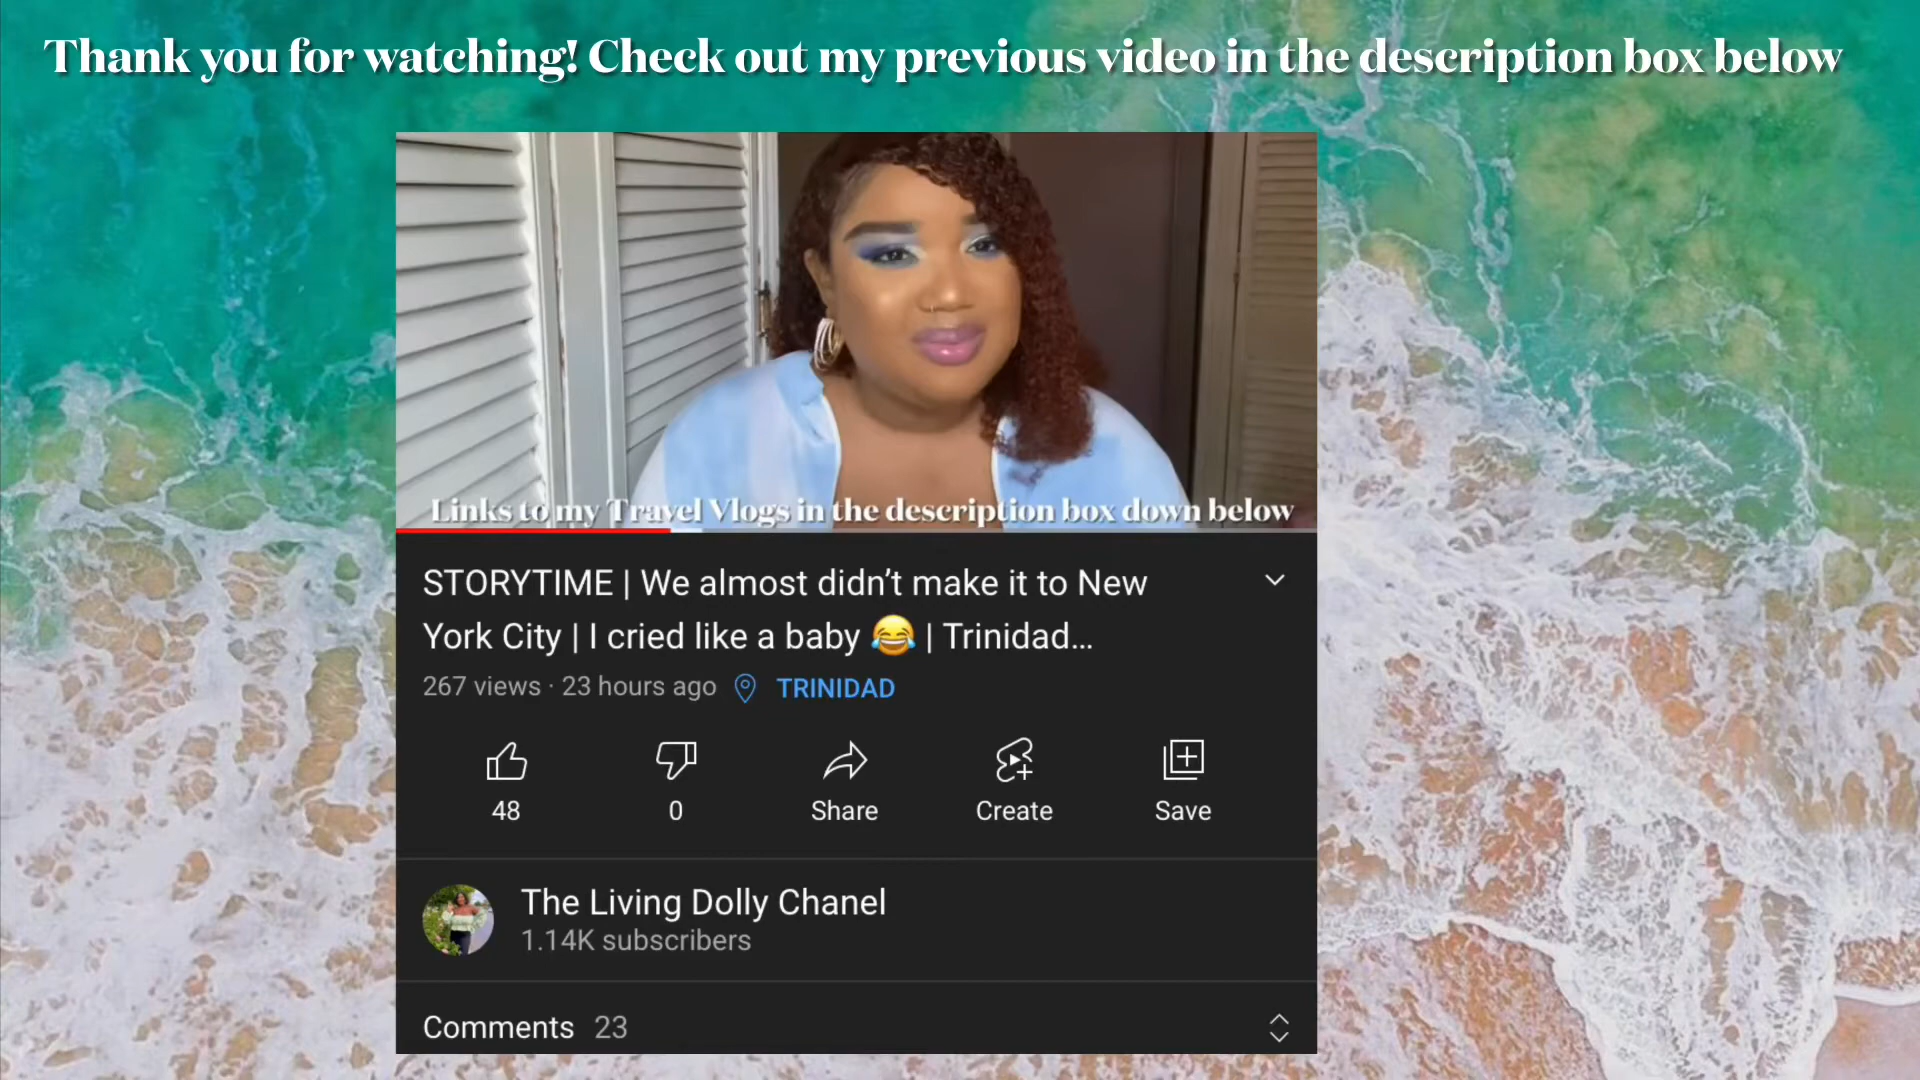 Thank you for watching! Check out my previous video in the description box below
Links to my Travel Vlogs in the description box down below
STORYTIME | We almost didn’t make it to New
York City | I cried like a baby 😂 | Trinidad...
267 views · 23 hours ago TRINIDAD
48 0 Share Create Save
The Living Dolly Chanel
1.14K subscribers
Comments 23